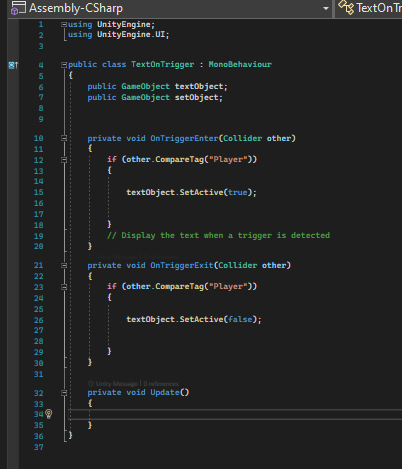 Assembly-CSharp TextOnTri
1 using UnityEngine;
2 using UnityEngine.UI;
3
4 public class TextOnTrigger : MonoBehaviour
5 {
6 public GameObject textObject;
7 public GameObject setObject;
8
9
10 private void OnTriggerEnter(Collider other)
11 {
12 if (other.CompareTag("Player"))
13 {
14
15 textObject.SetActive(true);
16
17
18 }
19 // Display the text when a trigger is detected
20 }
21 private void OnTriggerExit(Collider other)
22 {
23 if (other.CompareTag("Player"))
24 {
25
26 textObject.SetActive(false);
27
28
29 }
30 }
31
Unity Message | 0 references
32 private void Update()
33 {
34
35 }
36 }
37